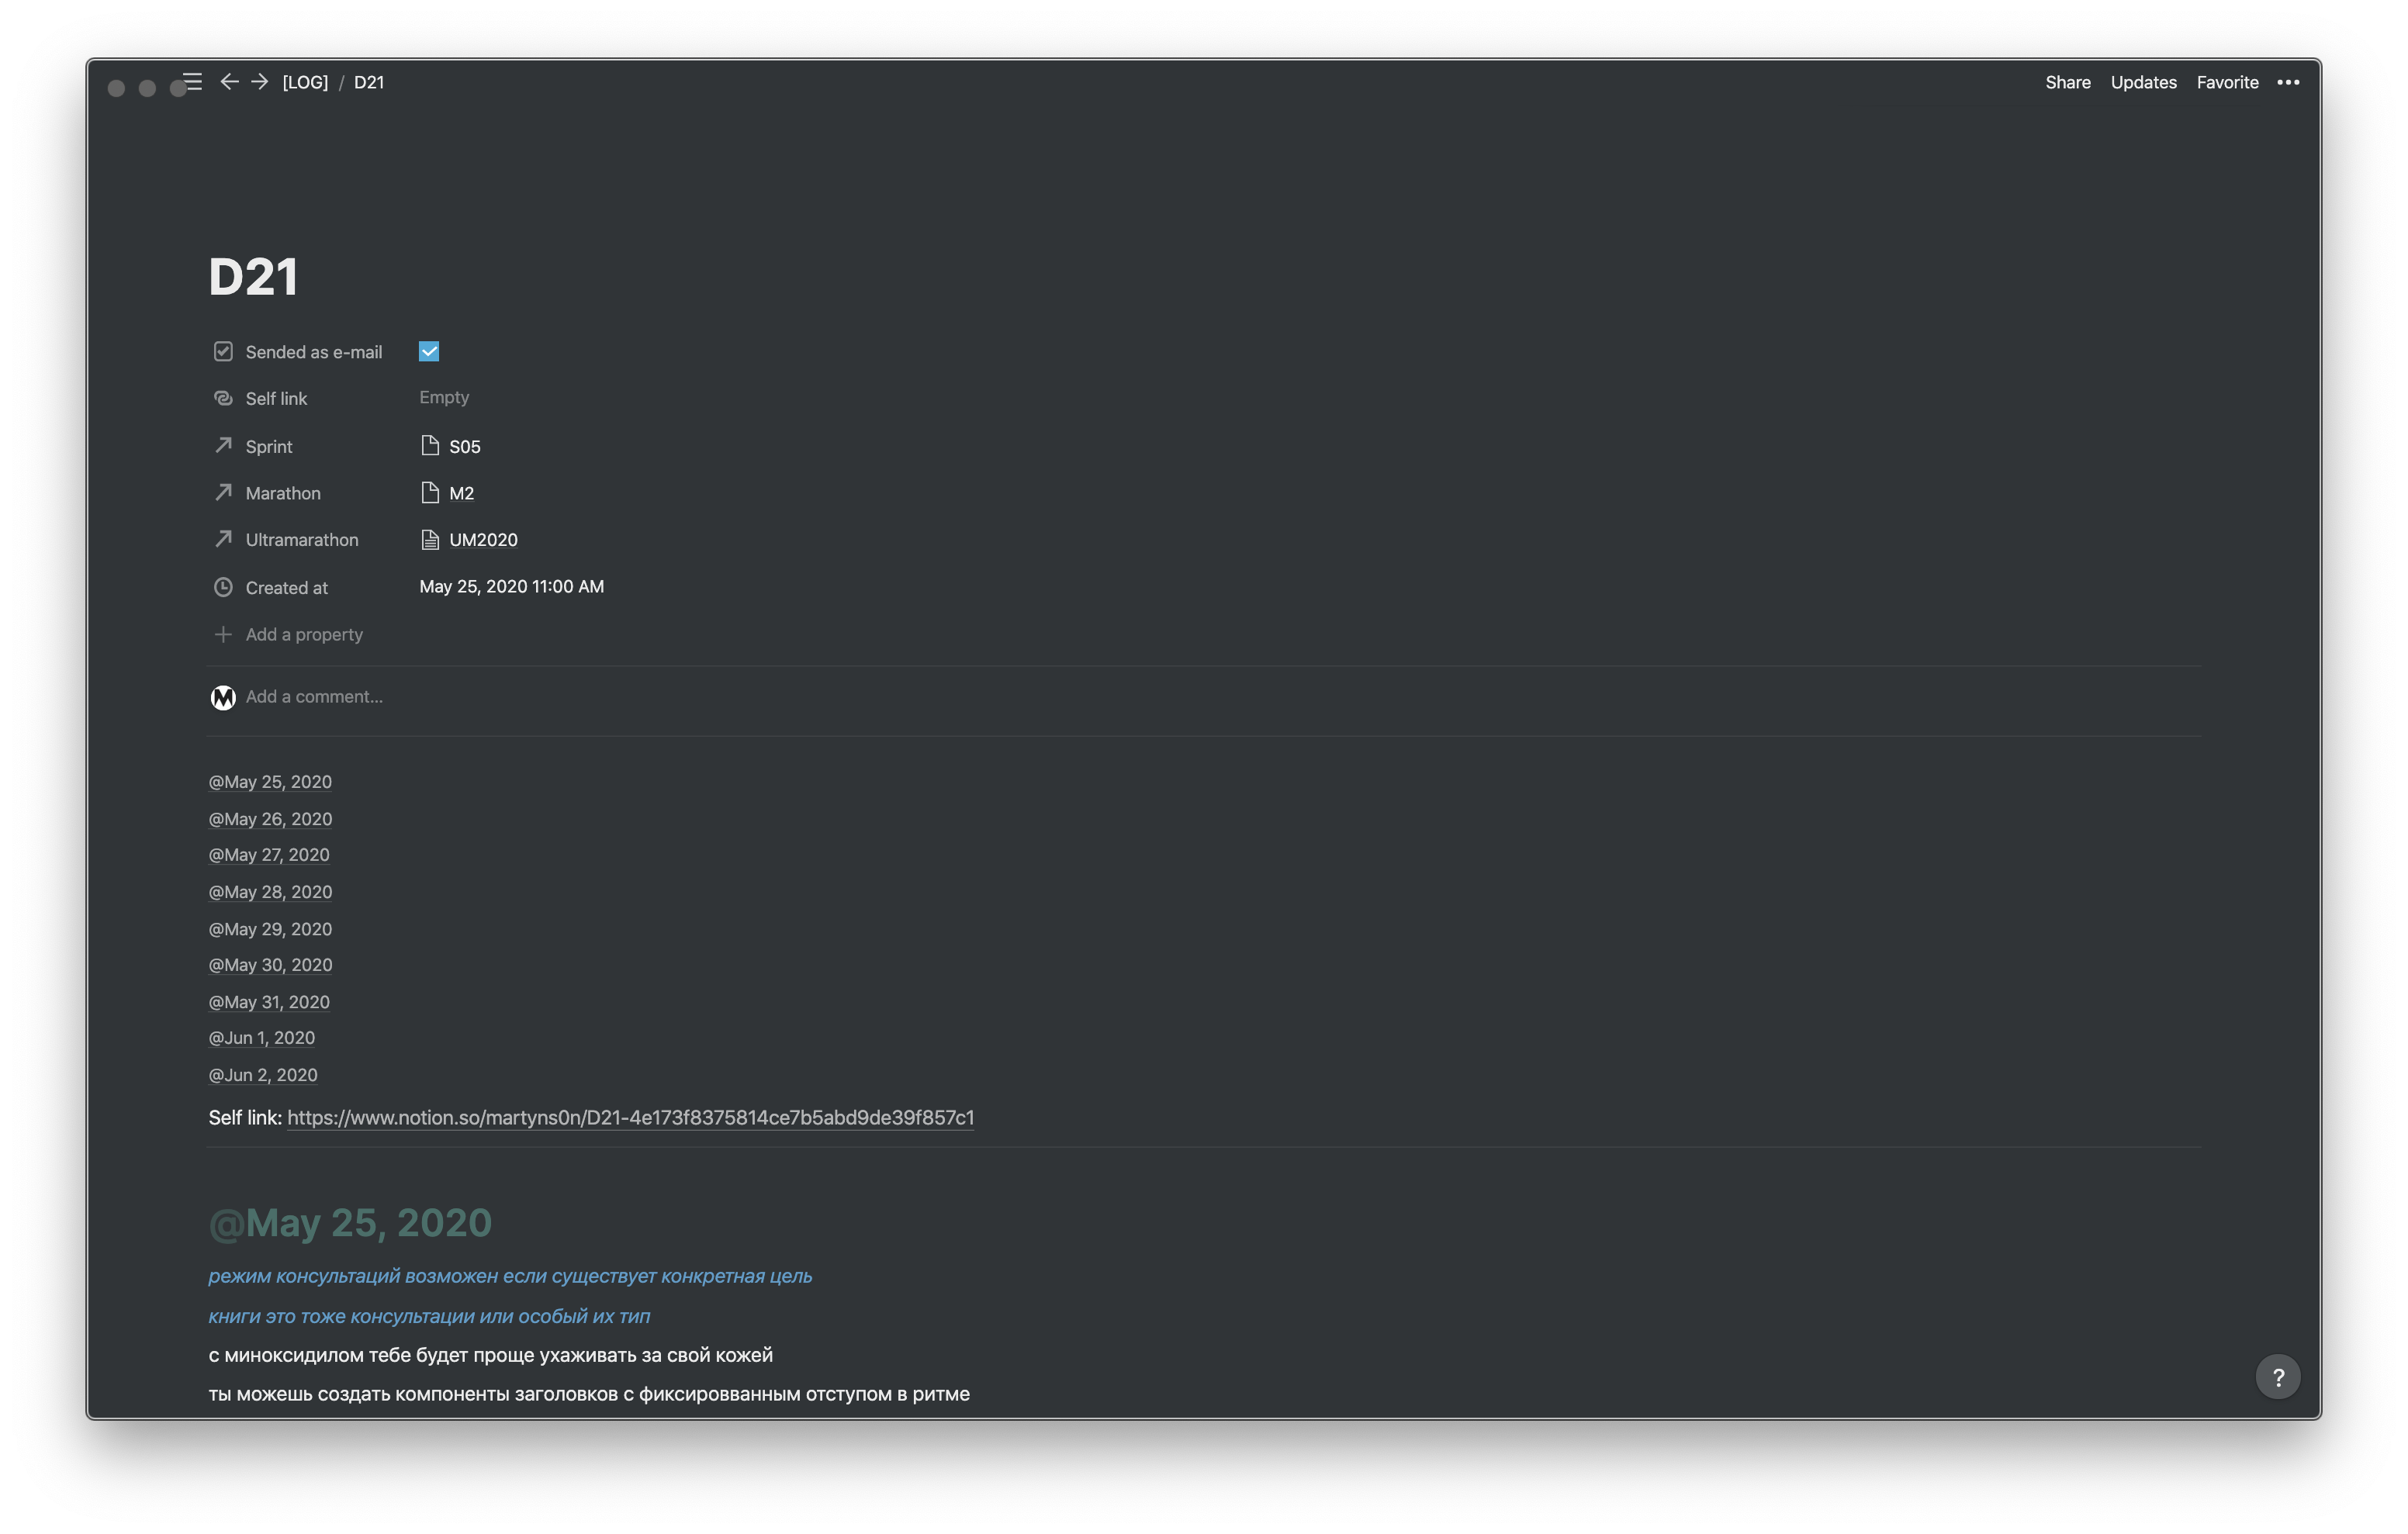 [LOG] / D21
Share Updates Favorite •••
D21
Sended as e-mail
Self link Empty
Sprint S05
Marathon M2
Ultramarathon UM2020
Created at May 25, 2020 11:00 AM
Add a property
M Add a comment...
@May 25, 2020
@May 26, 2020
@May 27, 2020
@May 28, 2020
@May 29, 2020
@May 30, 2020
@May 31, 2020
@Jun 1, 2020
@Jun 2, 2020
Self link: https://www.notion.so/martyns0n/D21-4e173f8375814ce7b5abd9de39f857c1
@May 25, 2020
режим консультаций возможен если существует конкретная цель
книги это тоже консультации или особый их тип
с миноксидилом тебе будет проще ухаживать за свой кожей
ты можешь создать компоненты заголовков с фиксировванным отступом в ритме
?